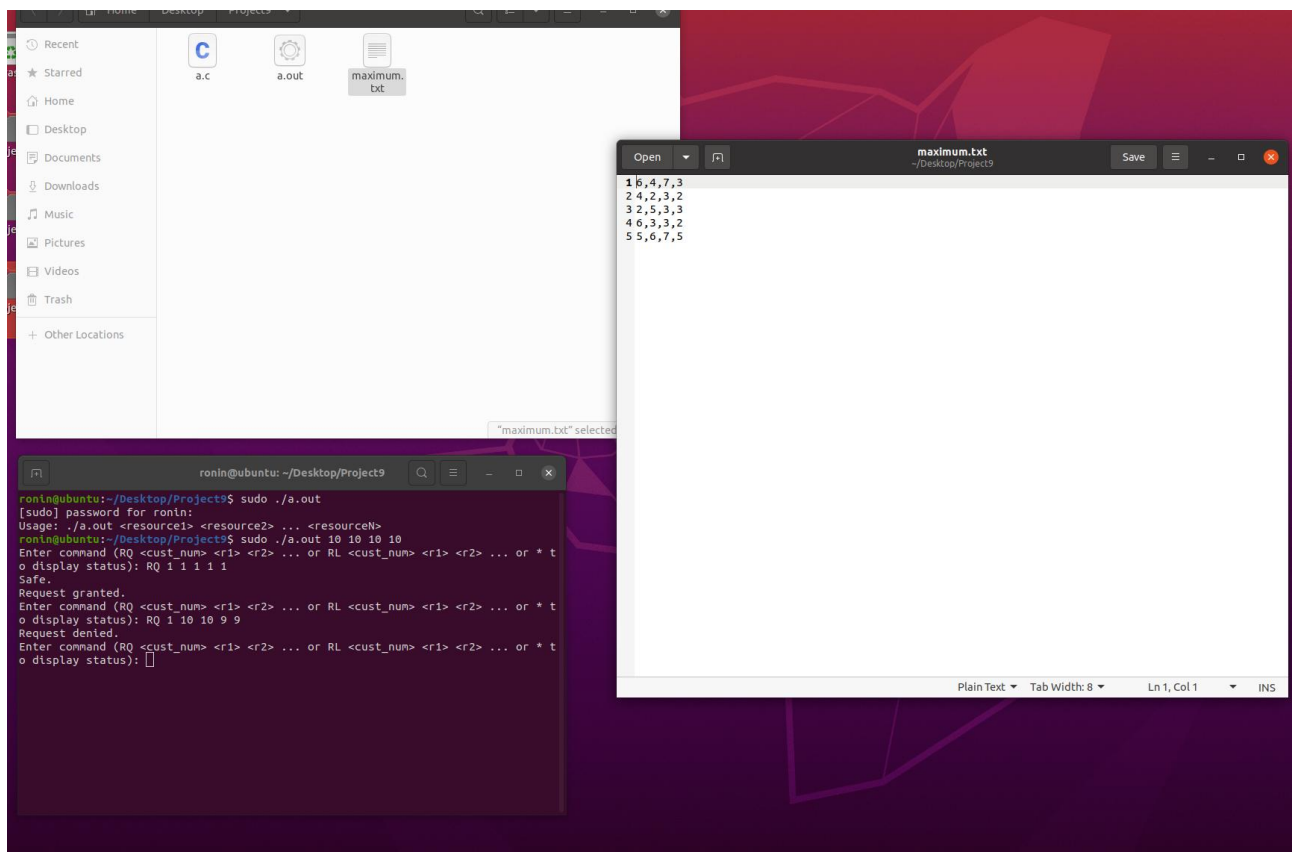 Home Desktop Project9
Recent
Starred
Home
Desktop
Documents
Downloads
Music
Pictures
Videos
Trash
Other Locations
a.c
a.out
maximum.
txt
"maximum.txt" selected
Open
maximum.txt
~/Desktop/Project9
Save
1 6,4,7,3
2 4,2,3,2
3 2,5,3,3
4 6,3,3,2
5 5,6,7,5
Plain Text Tab Width: 8 Ln 1, Col 1 INS
ronin@ubuntu: ~/Desktop/Project9
ronin@ubuntu:~/Desktop/Project9$ sudo ./a.out
[sudo] password for ronin:
Usage: ./a.out <resource1> <resource2> ... <resourceN>
ronin@ubuntu:~/Desktop/Project9$ sudo ./a.out 10 10 10 10
Enter command (RQ <cust_num> <r1> <r2> ... or RL <cust_num> <r1> <r2> ... or * t
o display status): RQ 1 1 1 1 1
Safe.
Request granted.
Enter command (RQ <cust_num> <r1> <r2> ... or RL <cust_num> <r1> <r2> ... or * t
o display status): RQ 1 10 10 9 9
Request denied.
Enter command (RQ <cust_num> <r1> <r2> ... or RL <cust_num> <r1> <r2> ... or * t
o display status):